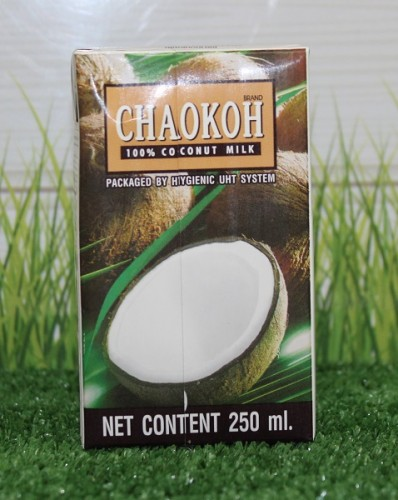 BRAND
CHAOKOH
100% COCONUT MILK
PACKAGED BY HYGIENIC UHT SYSTEM
NET CONTENT 250 ml.